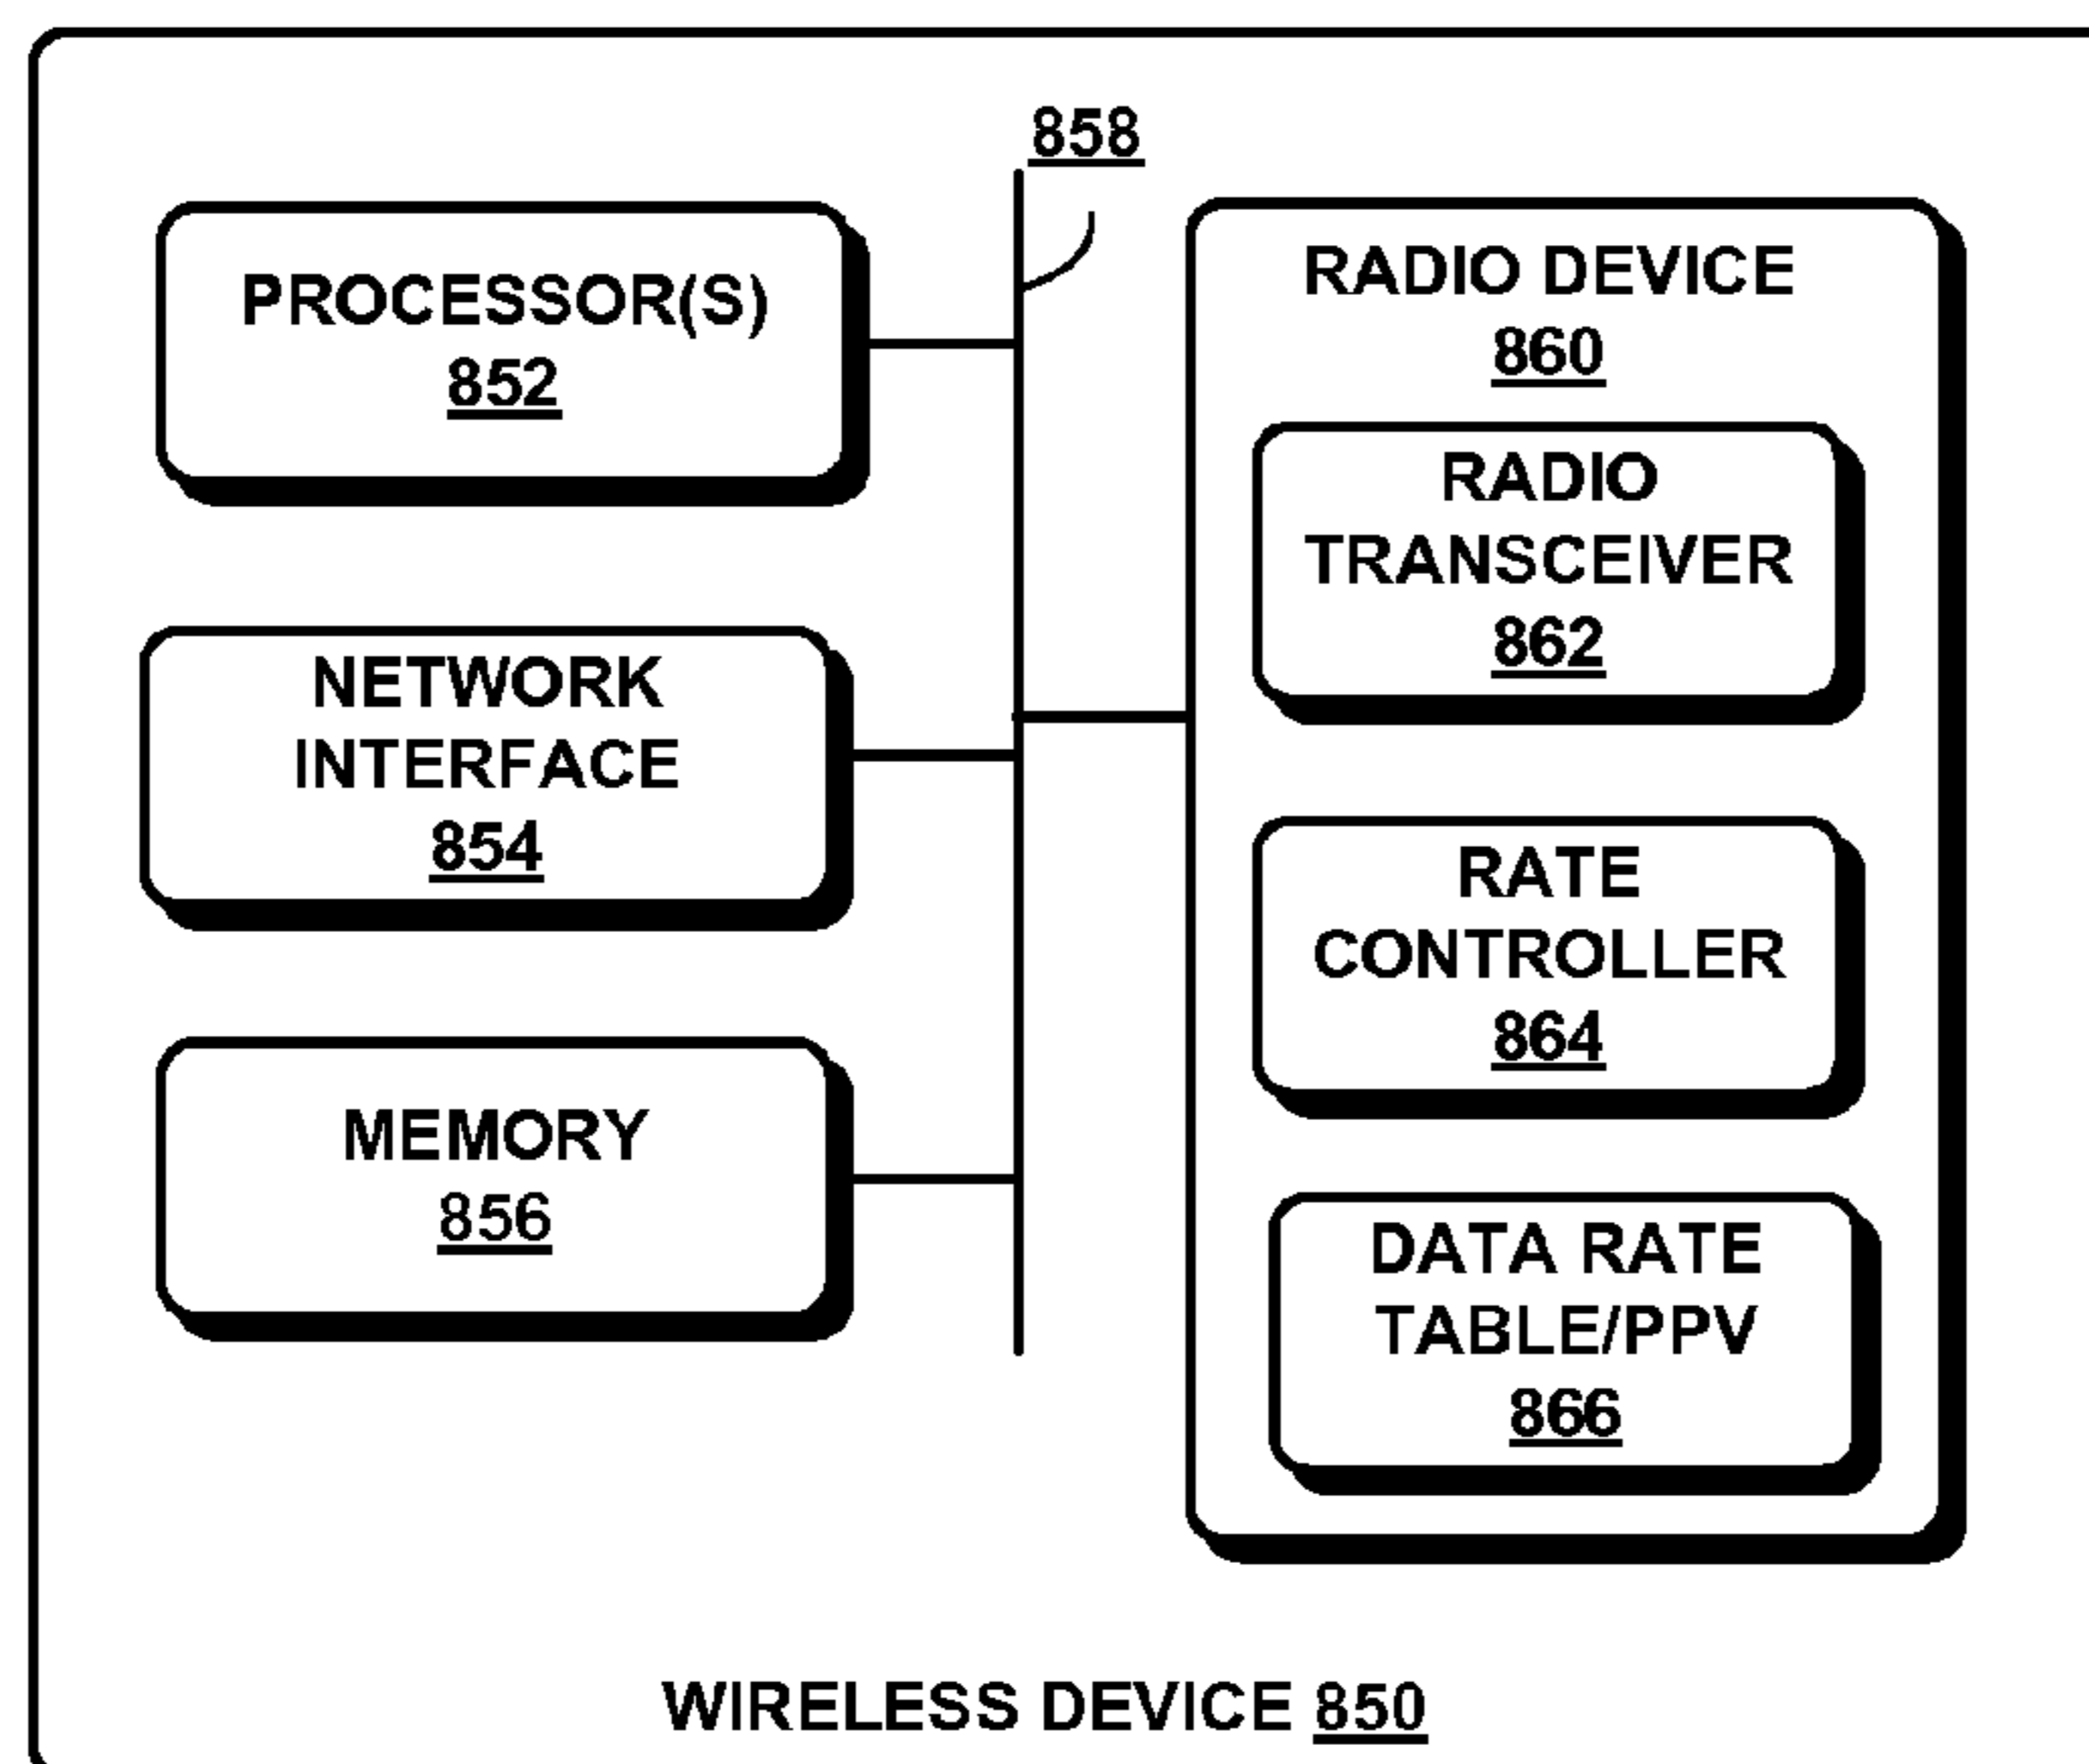 858
PROCESSOR(S)
852
NETWORK
INTERFACE
854
MEMORY
856
RADIO DEVICE
860
RADIO
TRANSCEIVER
862
RATE
CONTROLLER
864
DATA RATE
TABLE/PPV
866
WIRELESS DEVICE 850